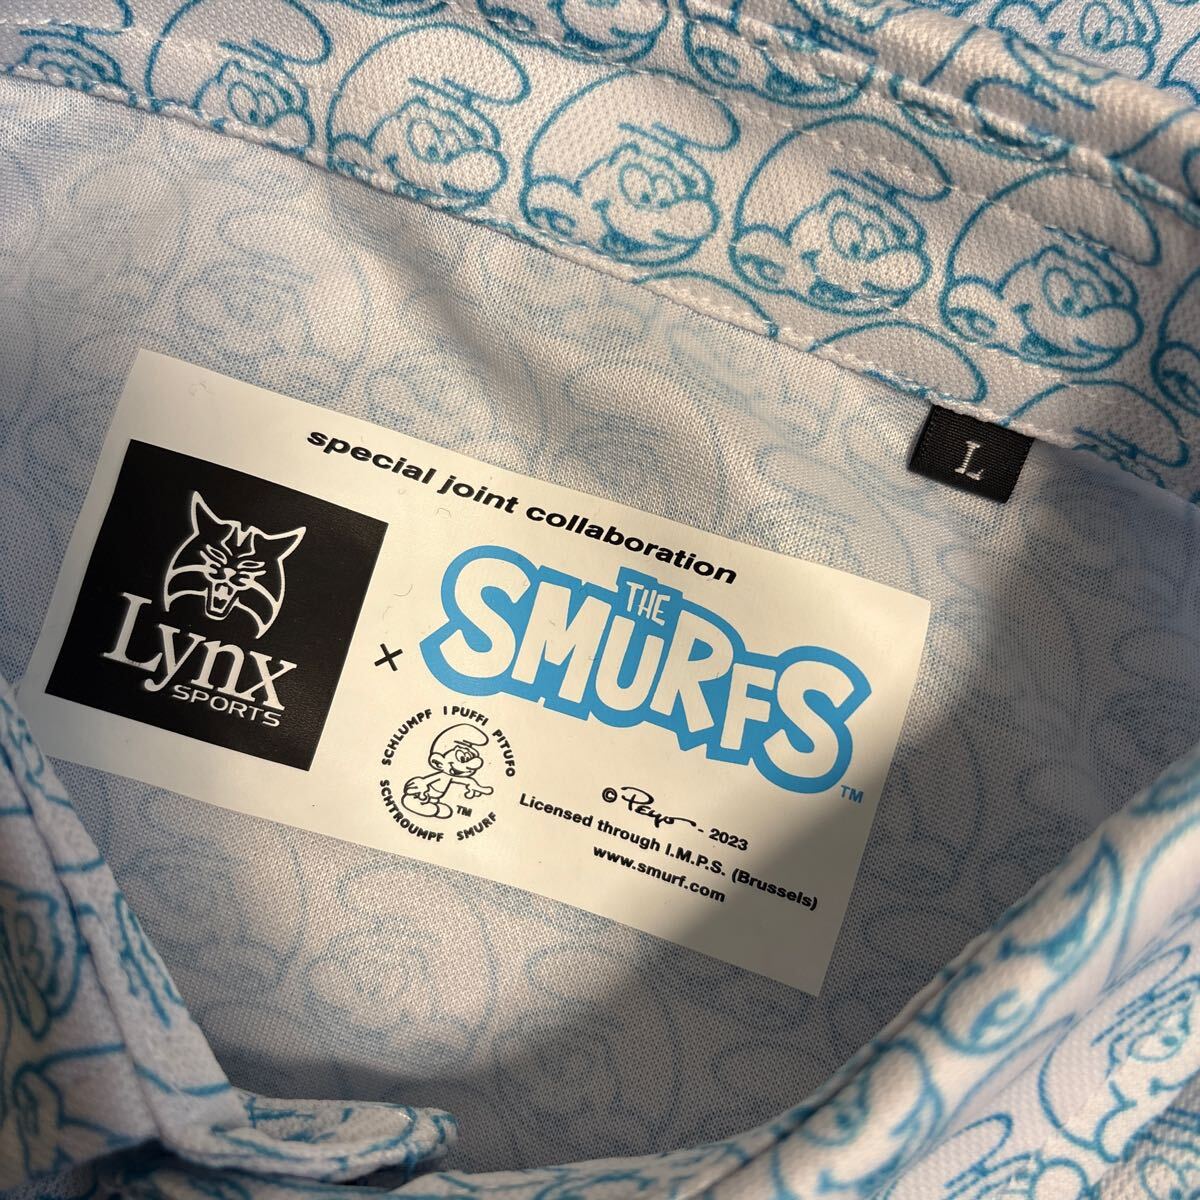 special joint collaboration
L
Lynx
SPORTS
×
THE
SMURFS
TM
SCHLUMPF I PUFFI PITUFO
SCHTROUMPF SMURF
TM
© Peyo - 2023
Licensed through I.M.P.S. (Brussels)
www.smurf.com